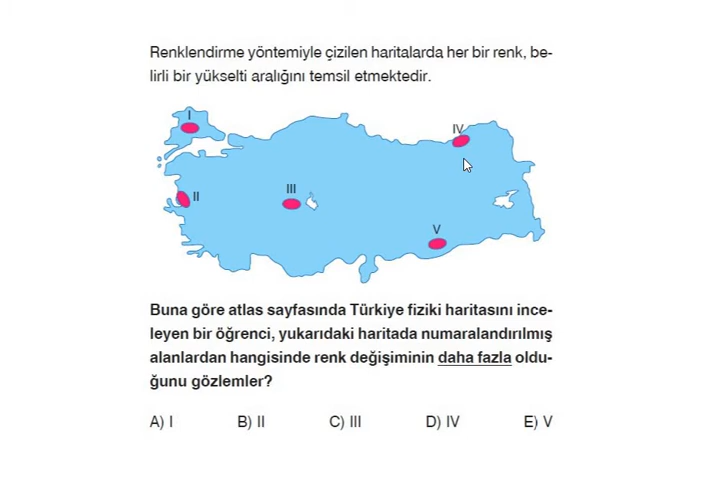 Renklendirme yöntemiyle çizilen haritalarda her bir renk, be-
lirli bir yükselti aralığını temsil etmektedir.
I
IV
II
III
V
Buna göre atlas sayfasında Türkiye fiziki haritasını ince-
leyen bir öğrenci, yukarıdaki haritada numaralandırılmış
alanlardan hangisinde renk değişiminin daha fazla oldu-
ğunu gözlemler?
A) I B) II C) III D) IV E) V